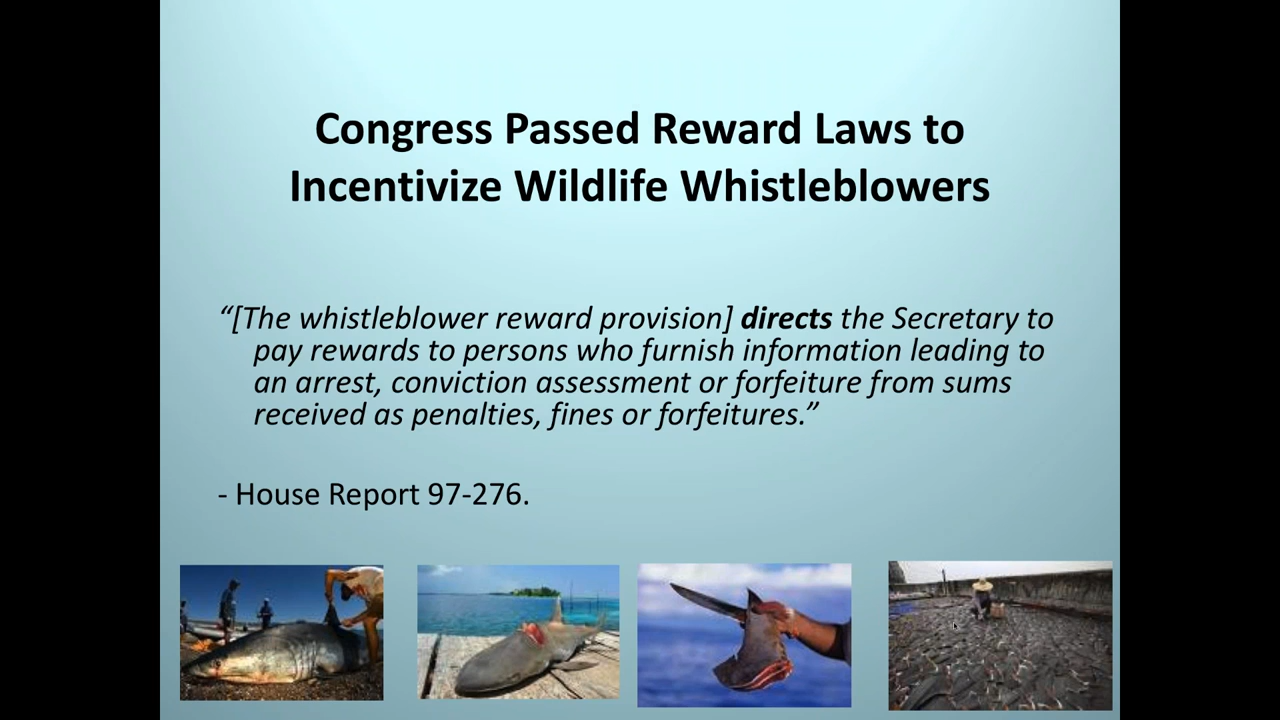 Congress Passed Reward Laws to
Incentivize Wildlife Whistleblowers
“[The whistleblower reward provision] directs the Secretary to
pay rewards to persons who furnish information leading to
an arrest, conviction assessment or forfeiture from sums
received as penalties, fines or forfeitures.”
- House Report 97-276.